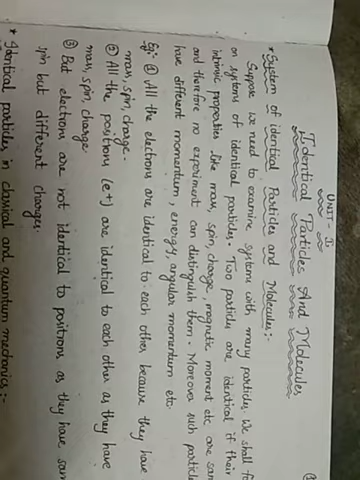 UNIT - II
Identical Particles And Molecules
* System of identical Particles and Molecules:
Suppose we need to examine systems with many particles. We shall
on systems of identical particles. Two particles are identical if their
intrinsic properties like mass, spin, charge, magnetic moment etc. are
and therefore no experiment can distinguish them. Moreover such
have different momentum, energy, angular momentum etc.
Eg:- ① All the electrons are identical to each other because they have
mass, spin, charge.
② All the positrons (e+) are identical to each other as they have
mass, spin, charge
③ But electrons are not identical to positrons as they have
spin but different charges.
* Identical particles in classical and quantum mechanics :-